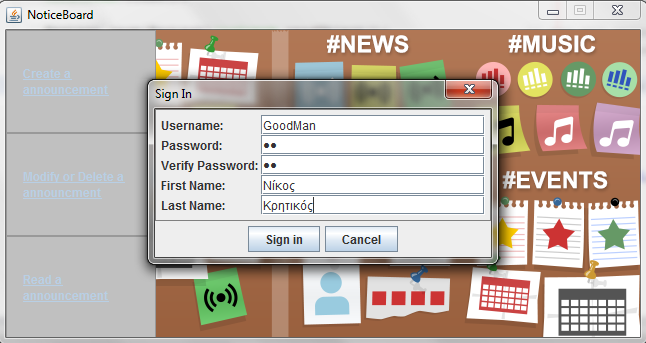 NoticeBoard
Create a
announcement
Modify or Delete a
announcment
Read a
announcement
#NEWS
#MUSIC
#EVENTS
Sign In
Username:
GoodMan
Password:
●●
Verify Password:
●●
First Name:
Νίκος
Last Name:
Κρητικός
Sign in
Cancel